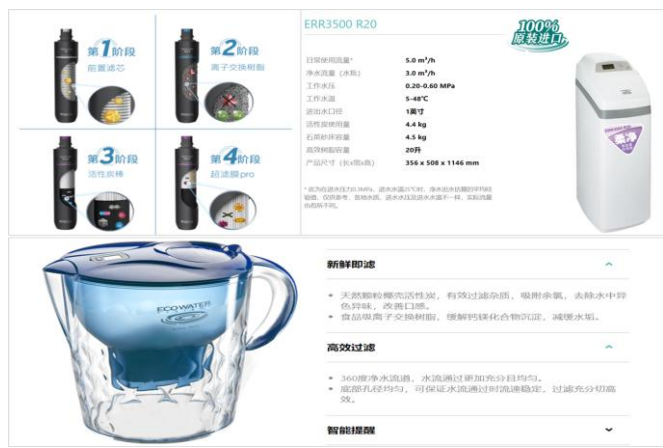 第1阶段
前置滤芯
第2阶段
离子交换树脂
第3阶段
活性炭棒
第4阶段
超滤膜pro
ERR3500 R20
100%
原装进口
日常使用流量* 5.0 m³/h
净水流量(水耗) 3.0 m³/h
工作水压 0.20-0.60 MPa
工作水温 5-48℃
进出水口径 1英寸
活性炭使用量 4.4 kg
石英砂床容量 4.5 kg
高效树脂容量 20升
产品尺寸(长x宽x高) 356 x 508 x 1146 mm
ECOWATER
新鲜即滤
• 天然颗粒椰壳活性炭,有效过滤杂质,吸附余氯,去除水中异
色异味,改善口感。
• 食品级离子交换树脂,缓解钙镁化合物沉淀,减缓水垢。
高效过滤
• 360度净水流道,水流通过更加充分且均匀。
• 底部孔径均匀,可保证水流通过时流速稳定,过滤充分切高
效。
智能提醒